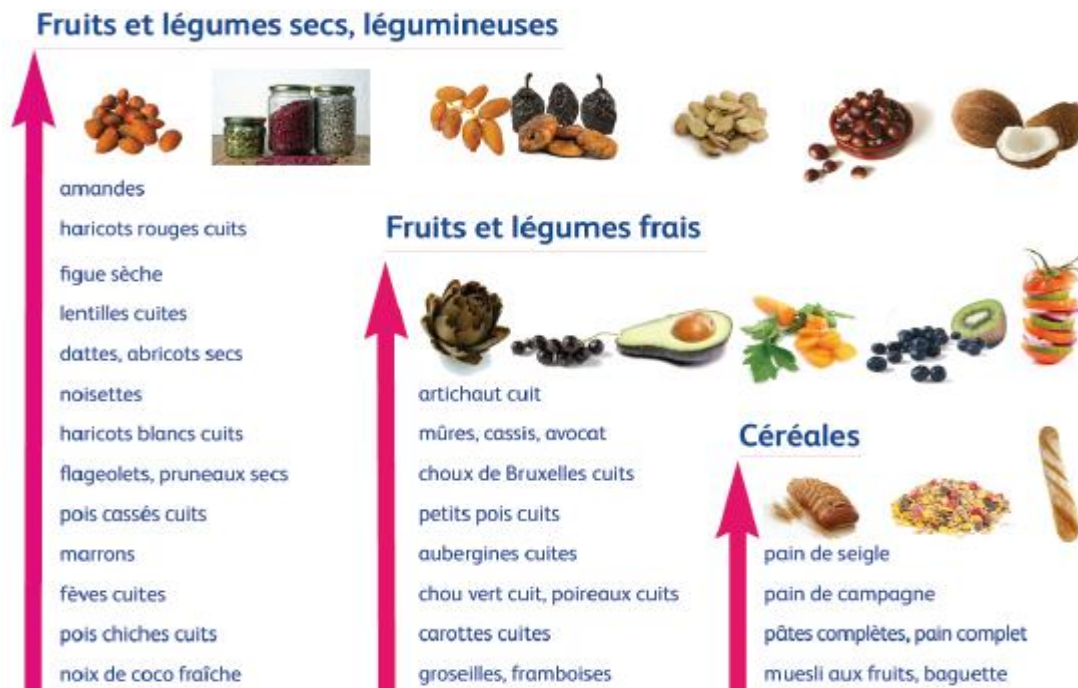 Fruits et légumes secs, légumineuses
amandes
haricots rouges cuits
figue sèche
lentilles cuites
dattes, abricots secs
noisettes
haricots blancs cuits
flageolets, pruneaux secs
pois cassés cuits
marrons
fèves cuites
pois chiches cuits
noix de coco fraîche
Fruits et légumes frais
artichaut cuit
mûres, cassis, avocat
choux de Bruxelles cuits
petits pois cuits
aubergines cuites
chou vert cuit, poireaux cuits
carottes cuites
groseilles, framboises
Céréales
pain de seigle
pain de campagne
pâtes complètes, pain complet
muesli aux fruits, baguette